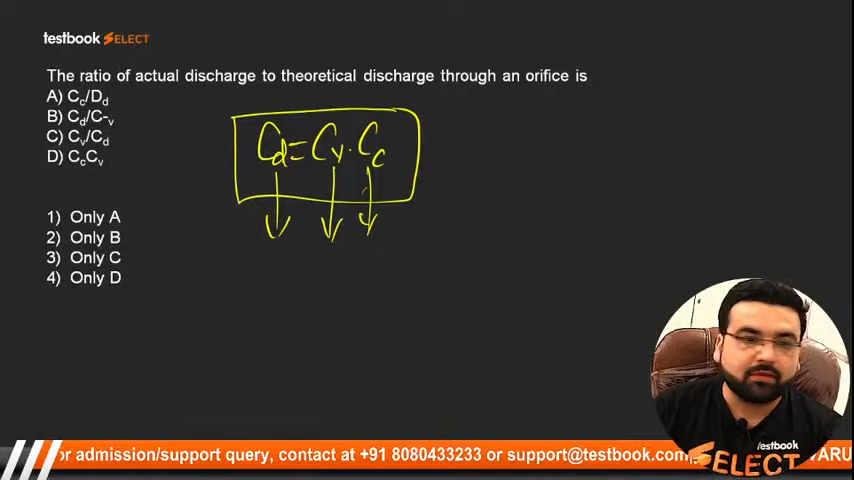 testbook SELECT
The ratio of actual discharge to theoretical discharge through an orifice is
A) Cc/Dd
B) Cd/C-v
C) Cv/Cd
D) CcCv
Cd=Cv.Cc
1) Only A
2) Only B
3) Only C
4) Only D
testbook
SELECT
or admission/support query, contact at +91 8080433233 or support@testbook.com
VARU